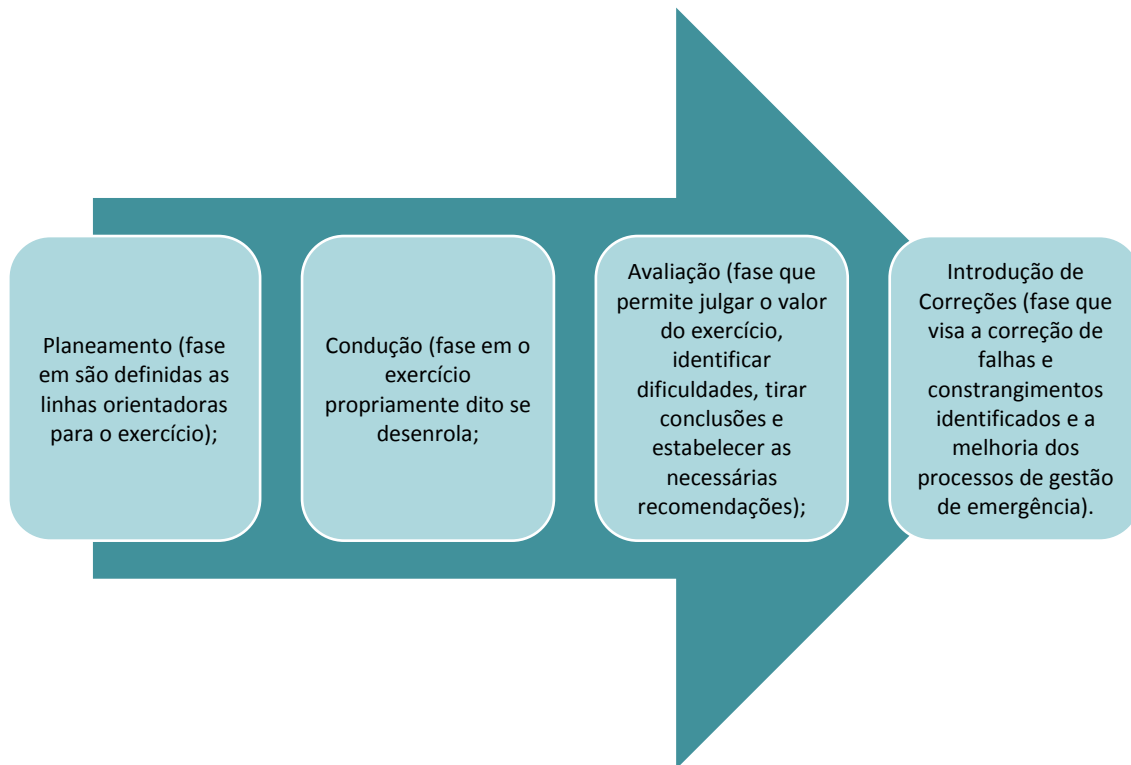 Planeamento (fase
em são definidas as
linhas orientadoras
para o exercício);
Condução (fase em o
exercício
propriamente dito se
desenrola;
Avaliação (fase que
permite julgar o valor
do exercício,
identificar
dificuldades, tirar
conclusões e
estabelecer as
necessárias
recomendações);
Introdução de
Correções (fase que
visa a correção de
falhas e
constrangimentos
identificados e a
melhoria dos
processos de gestão
de emergência).